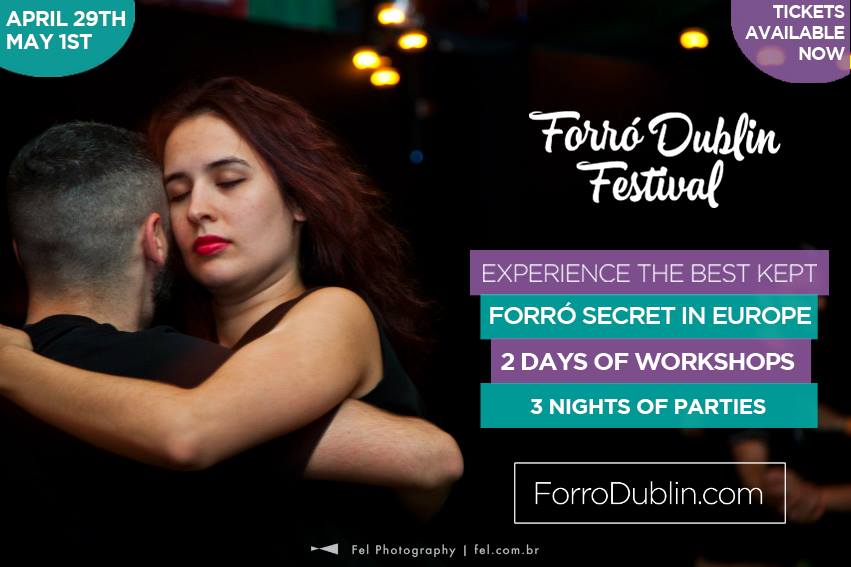 APRIL 29TH
MAY 1ST
TICKETS
AVAILABLE
NOW
Forró Dublin
Festival
EXPERIENCE THE BEST KEPT
FORRÓ SECRET IN EUROPE
2 DAYS OF WORKSHOPS
3 NIGHTS OF PARTIES
ForroDublin.com
Fel Photography | fel.com.br